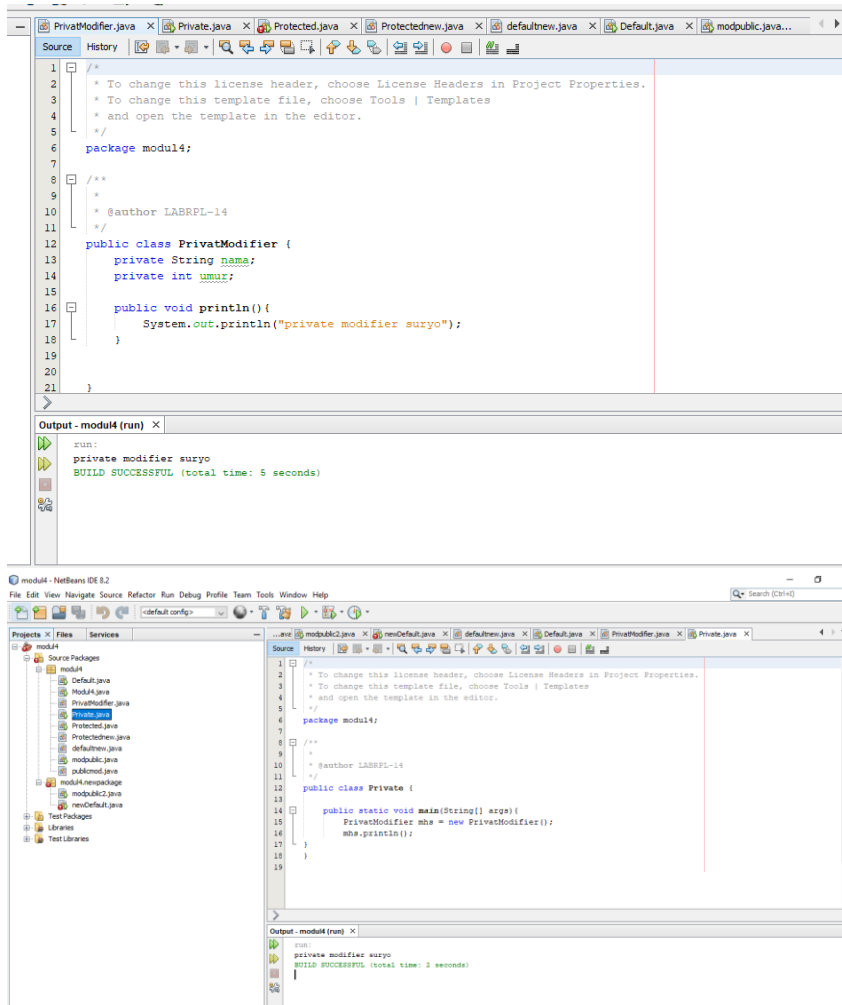 PrivatModifier.java × Private.java × Protected.java × Protectednew.java × defaultnew.java × Default.java × modpublic.java...
Source History
1 /*
2 * To change this license header, choose License Headers in Project Properties.
3 * To change this template file, choose Tools | Templates
4 * and open the template in the editor.
5 */
6 package modul4;
7
8 /**
9 *
10 * @author LABRPL-14
11 */
12 public class PrivatModifier {
13 private String nama;
14 private int umur;
15
16 public void println(){
17 System.out.println("private modifier suryo");
18 }
19
20
21 }
Output - modul4 (run) ×
run:
private modifier suryo
BUILD SUCCESSFUL (total time: 5 seconds)
modul4 - NetBeans IDE 8.2
File Edit View Navigate Source Refactor Run Debug Profile Team Tools Window Help
Search (Ctrl+I)
<default config>
Projects × Files Services
modul4
Source Packages
modul4
Default.java
Modul4.java
PrivatModifier.java
Private.java
Protected.java
Protectednew.java
defaultnew.java
modpublic.java
publicmod.java
modul4.newpackage
modpublic2.java
newDefault.java
Test Packages
Libraries
Test Libraries
...ave modpublic2.java × newDefault.java × defaultnew.java × Default.java × PrivatModifier.java × Private.java ×
Source History
1 /*
2 * To change this license header, choose License Headers in Project Properties.
3 * To change this template file, choose Tools | Templates
4 * and open the template in the editor.
5 */
6 package modul4;
7
8 /**
9 *
10 * @author LABRPL-14
11 */
12 public class Private {
13
14 public static void main(String[] args){
15 PrivatModifier mhs = new PrivatModifier();
16 mhs.println();
17 }
18 }
19
Output - modul4 (run) ×
run:
private modifier suryo
BUILD SUCCESSFUL (total time: 2 seconds)